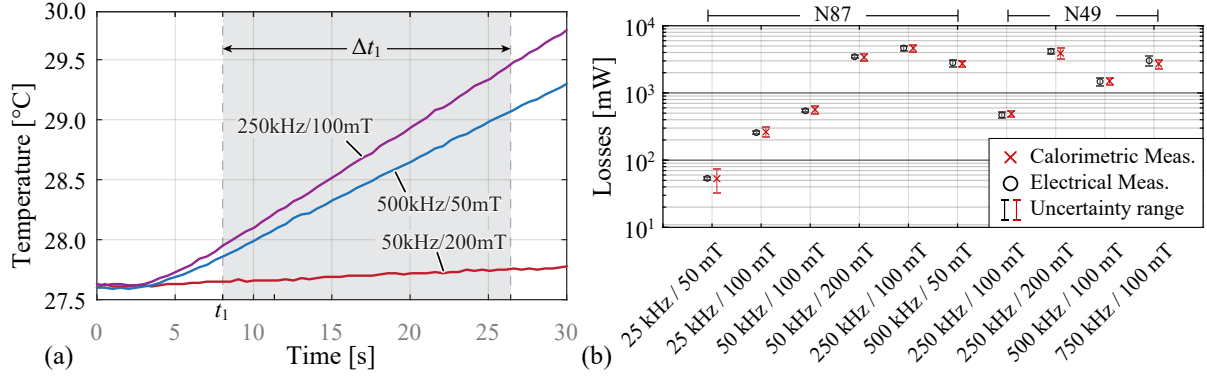 30.0
29.5
29.0
28.5
28.0
27.5
Temperature [°C]
Δt1
250kHz/100mT
500kHz/50mT
50kHz/200mT
t1
0 5 10 15 20 25 30
(a)
Time [s]
N87 N49
10^4
10^3
10^2
10^1
Losses [mW]
Calorimetric Meas.
Electrical Meas.
Uncertainty range
25 kHz / 50 mT
25 kHz / 100 mT
50 kHz / 100 mT
50 kHz / 200 mT
250 kHz / 100 mT
500 kHz / 50 mT
250 kHz / 100 mT
250 kHz / 200 mT
500 kHz / 100 mT
750 kHz / 100 mT
(b)